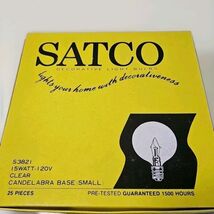 SATCO
DECORATIVE LIGHT BULBS
lights your home with decorativeness
S3821
15WATT-120V
CLEAR
CANDELABRA BASE-SMALL
25 PIECES
PRE-TESTED GUARANTEED 1500 HOURS